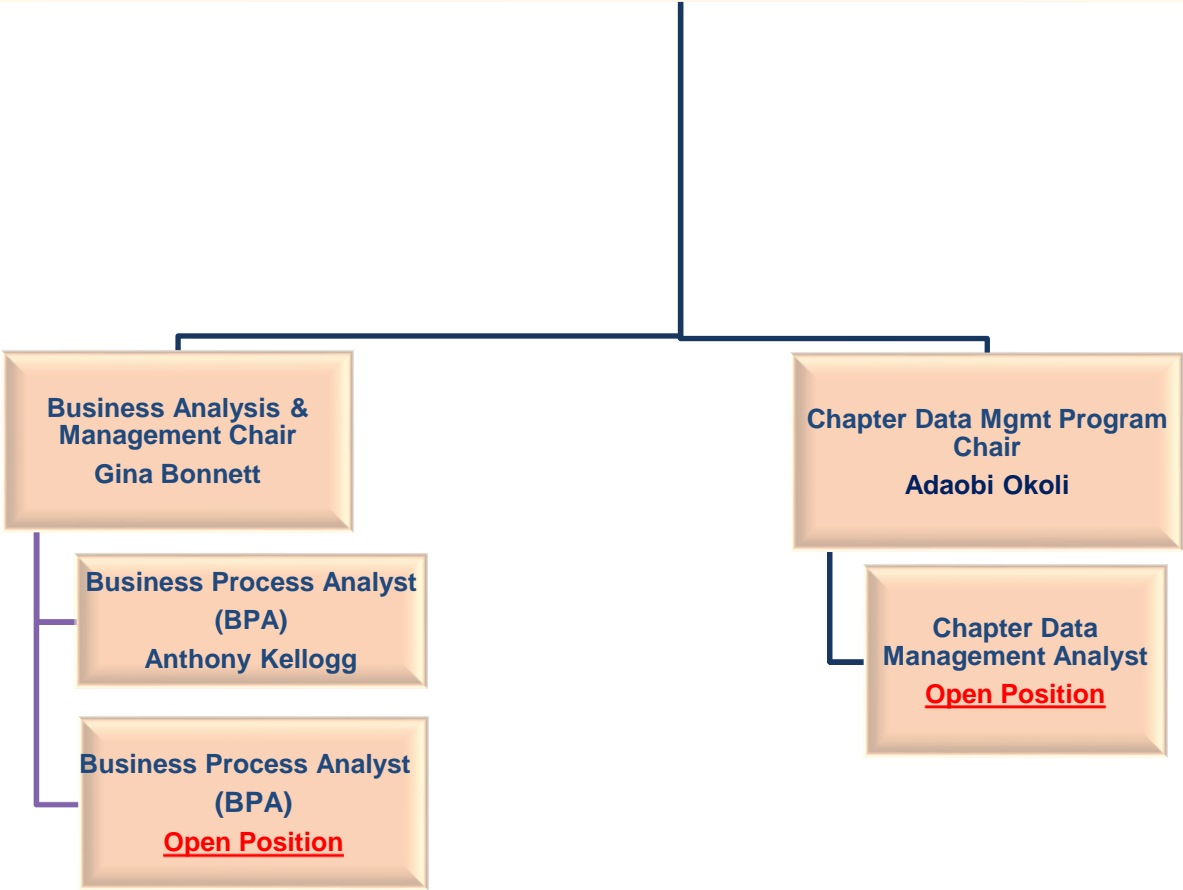 Business Analysis &
Management Chair
Gina Bonnett
Business Process Analyst
(BPA)
Anthony Kellogg
Business Process Analyst
(BPA)
Open Position
Chapter Data Mgmt Program
Chair
Adaobi Okoli
Chapter Data
Management Analyst
Open Position